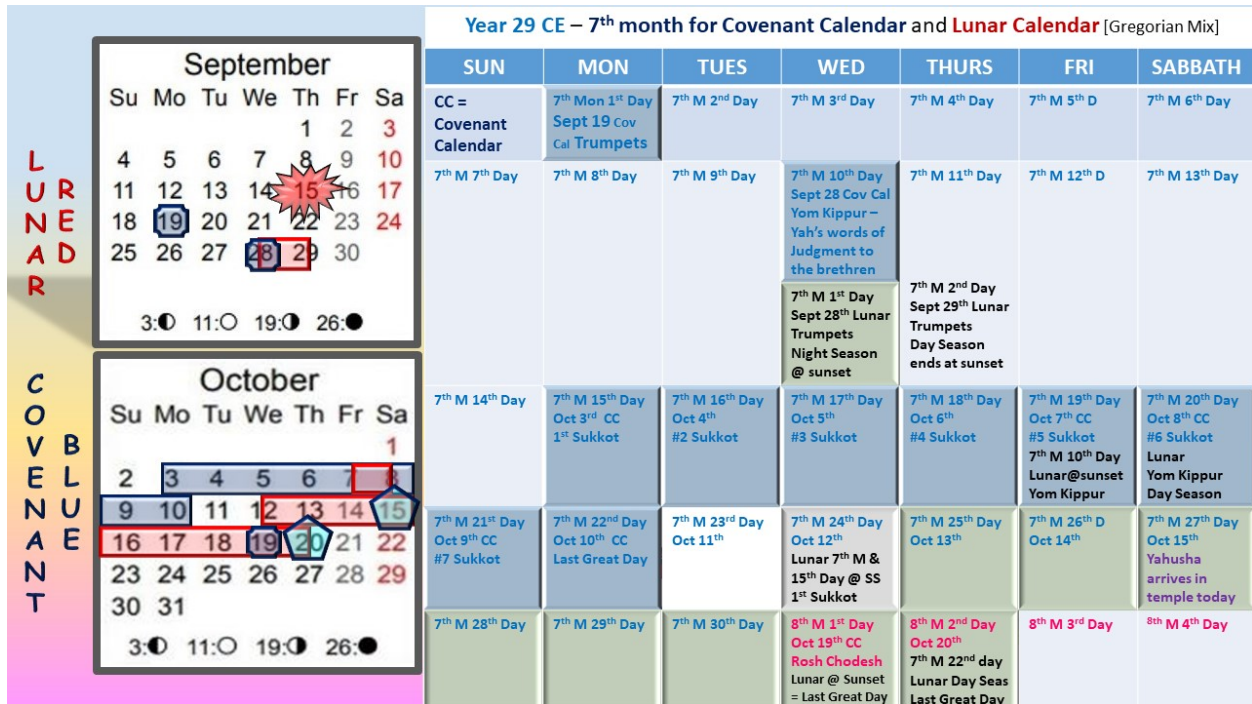 Year 29 CE – 7th month for Covenant Calendar and Lunar Calendar [Gregorian Mix]
LUNAR RED
COVENANT BLUE
September
Su Mo Tu We Th Fr Sa
1 2 3
4 5 6 7 8 9 10
11 12 13 14 15 16 17
18 19 20 21 22 23 24
25 26 27 28 29 30
3:◐ 11:○ 19:◑ 26:●
October
Su Mo Tu We Th Fr Sa
1
2 3 4 5 6 7 8
9 10 11 12 13 14 15
16 17 18 19 20 21 22
23 24 25 26 27 28 29
30 31
3:◐ 11:○ 19:◑ 26:●
SUN MON TUES WED THURS FRI SABBATH
CC =
Covenant
Calendar
7th Mon 1st Day
Sept 19 Cov
Cal Trumpets
7th M 2nd Day
7th M 3rd Day
7th M 4th Day
7th M 5th D
7th M 6th Day
7th M 7th Day
7th M 8th Day
7th M 9th Day
7th M 10th Day
Sept 28 Cov Cal
Yom Kippur –
Yah's words of
Judgment to
the brethren
7th M 1st Day
Sept 28th Lunar
Trumpets
Night Season
@ sunset
7th M 11th Day
7th M 2nd Day
Sept 29th Lunar
Trumpets
Day Season
ends at sunset
7th M 12th D
7th M 13th Day
7th M 14th Day
7th M 15th Day
Oct 3rd CC
1st Sukkot
7th M 16th Day
Oct 4th
#2 Sukkot
7th M 17th Day
Oct 5th
#3 Sukkot
7th M 18th Day
Oct 6th
#4 Sukkot
7th M 19th Day
Oct 7th CC
#5 Sukkot
7th M 10th Day
Lunar@sunset
Yom Kippur
7th M 20th Day
Oct 8th CC
#6 Sukkot
Lunar
Yom Kippur
Day Season
7th M 21st Day
Oct 9th CC
#7 Sukkot
7th M 22nd Day
Oct 10th CC
Last Great Day
7th M 23rd Day
Oct 11th
7th M 24th Day
Oct 12th
Lunar 7th M &
15th Day @ SS
1st Sukkot
7th M 25th Day
Oct 13th
7th M 26th D
Oct 14th
7th M 27th Day
Oct 15th
Yahusha
arrives in
temple today
7th M 28th Day
7th M 29th Day
7th M 30th Day
8th M 1st Day
Oct 19th CC
Rosh Chodesh
Lunar @ Sunset
= Last Great Day
8th M 2nd Day
Oct 20th
7th M 22nd day
Lunar Day Seas
Last Great Day
8th M 3rd Day
8th M 4th Day